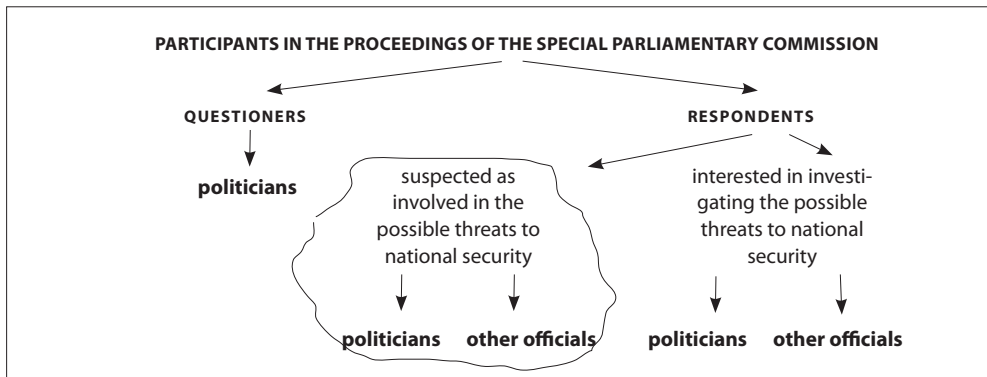 PARTICIPANTS IN THE PROCEEDINGS OF THE SPECIAL PARLIAMENTARY COMMISSION
QUESTIONERS
RESPONDENTS
politicians
suspected as
involved in the
possible threats to
national security
politicians other officials
interested in investi-
gating the possible
threats to national
security
politicians other officials